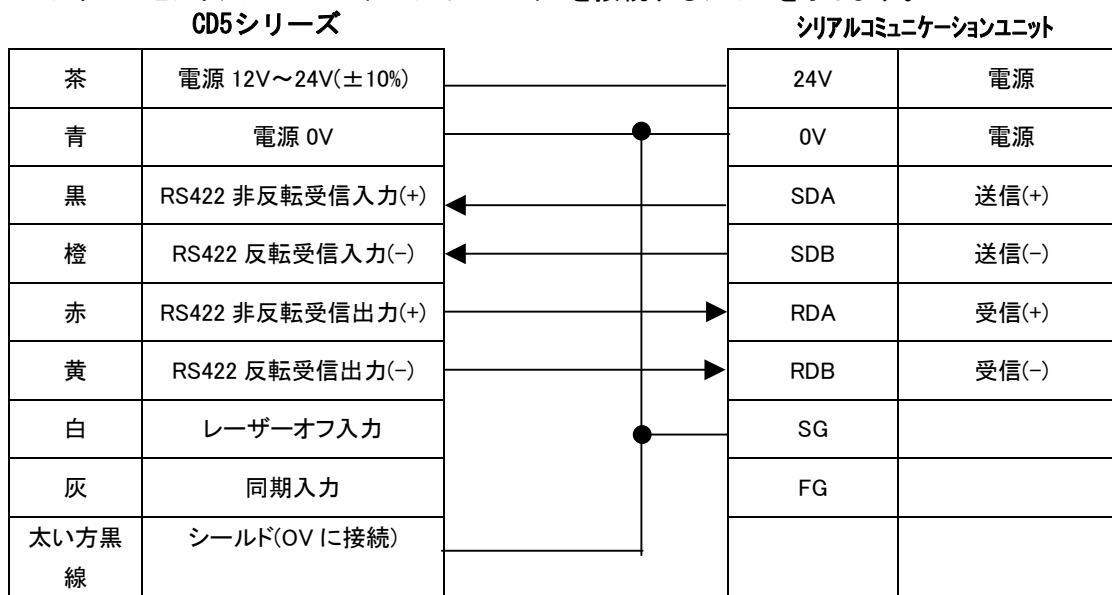 CD5シリーズ
シリアルコミュニケーションユニット
茶 電源 12V～24V(±10%) 24V 電源
青 電源 0V 0V 電源
黒 RS422 非反転受信入力(+) SDA 送信(+)
橙 RS422 反転受信入力(−) SDB 送信(−)
赤 RS422 非反転受信出力(+) RDA 受信(+)
黄 RS422 反転受信出力(−) RDB 受信(−)
白 レーザーオフ入力 SG
灰 同期入力 FG
太い方黒 シールド(0V に接続)
線